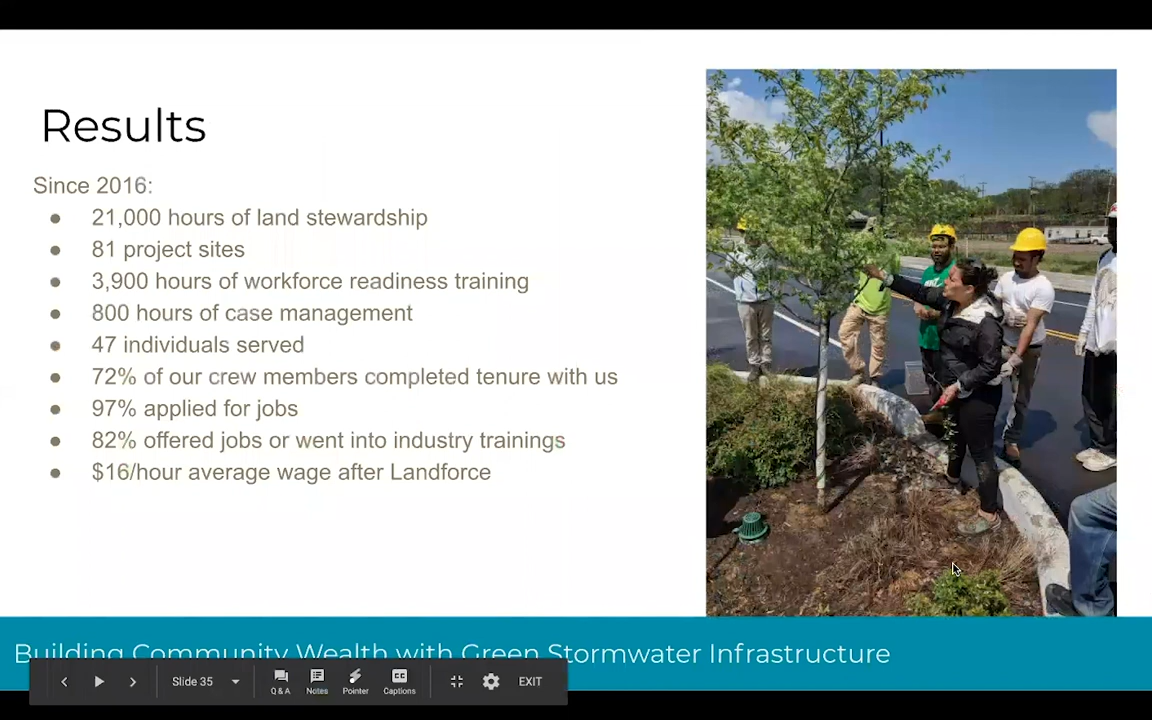 Results
Since 2016:
● 21,000 hours of land stewardship
● 81 project sites
● 3,900 hours of workforce readiness training
● 800 hours of case management
● 47 individuals served
● 72% of our crew members completed tenure with us
● 97% applied for jobs
● 82% offered jobs or went into industry trainings
● $16/hour average wage after Landforce
Building Community Wealth with Green Stormwater Infrastructure
Slide 35
Q & A
Notes
Pointer
CC
Captions
EXIT